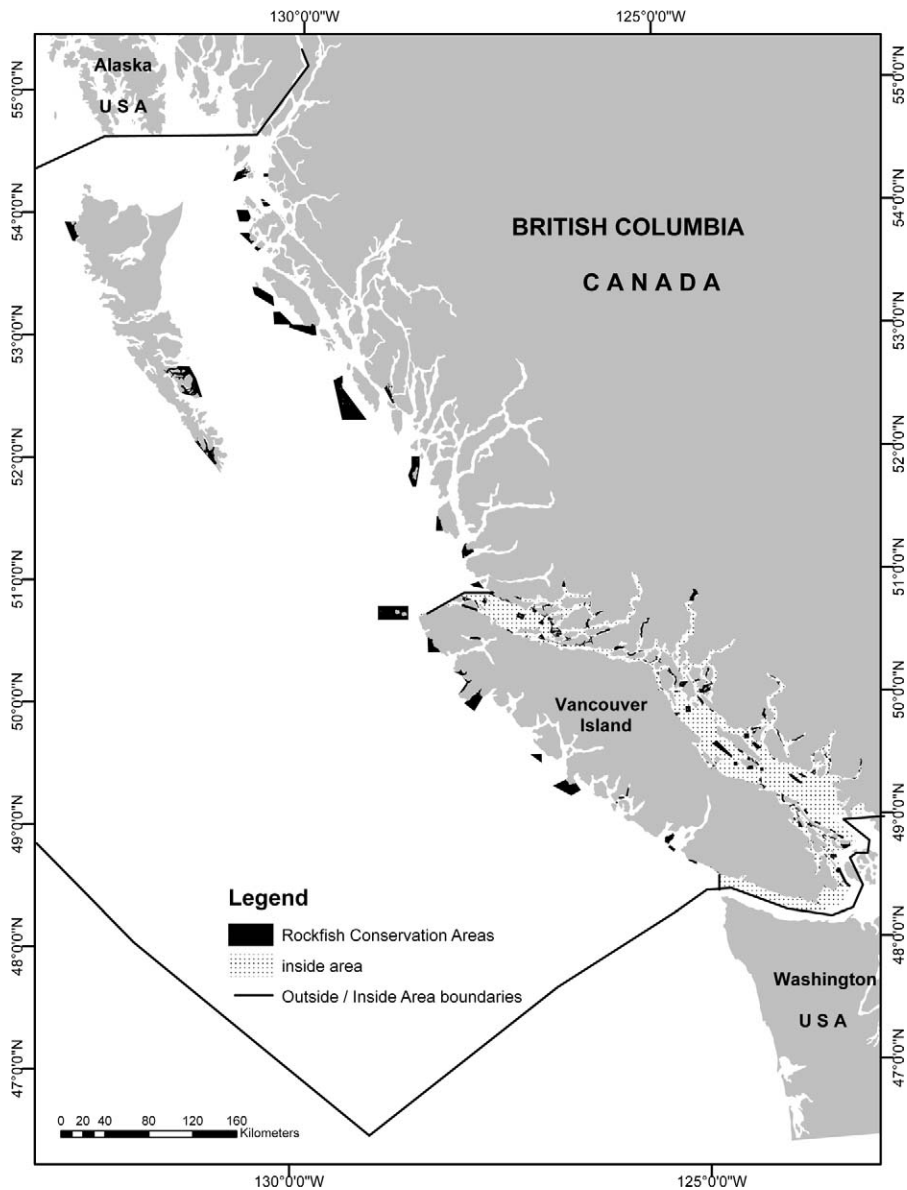 130°0'0"W 125°0'0"W
Alaska
USA
55°0'0"N 55°0'0"N
54°0'0"N 54°0'0"N
BRITISH COLUMBIA
CANADA
53°0'0"N 53°0'0"N
52°0'0"N 52°0'0"N
51°0'0"N 51°0'0"N
50°0'0"N 50°0'0"N
Vancouver
Island
49°0'0"N 49°0'0"N
Legend
Rockfish Conservation Areas
inside area
Outside / Inside Area boundaries
48°0'0"N 48°0'0"N
Washington
USA
47°0'0"N 47°0'0"N
0 20 40 80 120 160
Kilometers
130°0'0"W 125°0'0"W